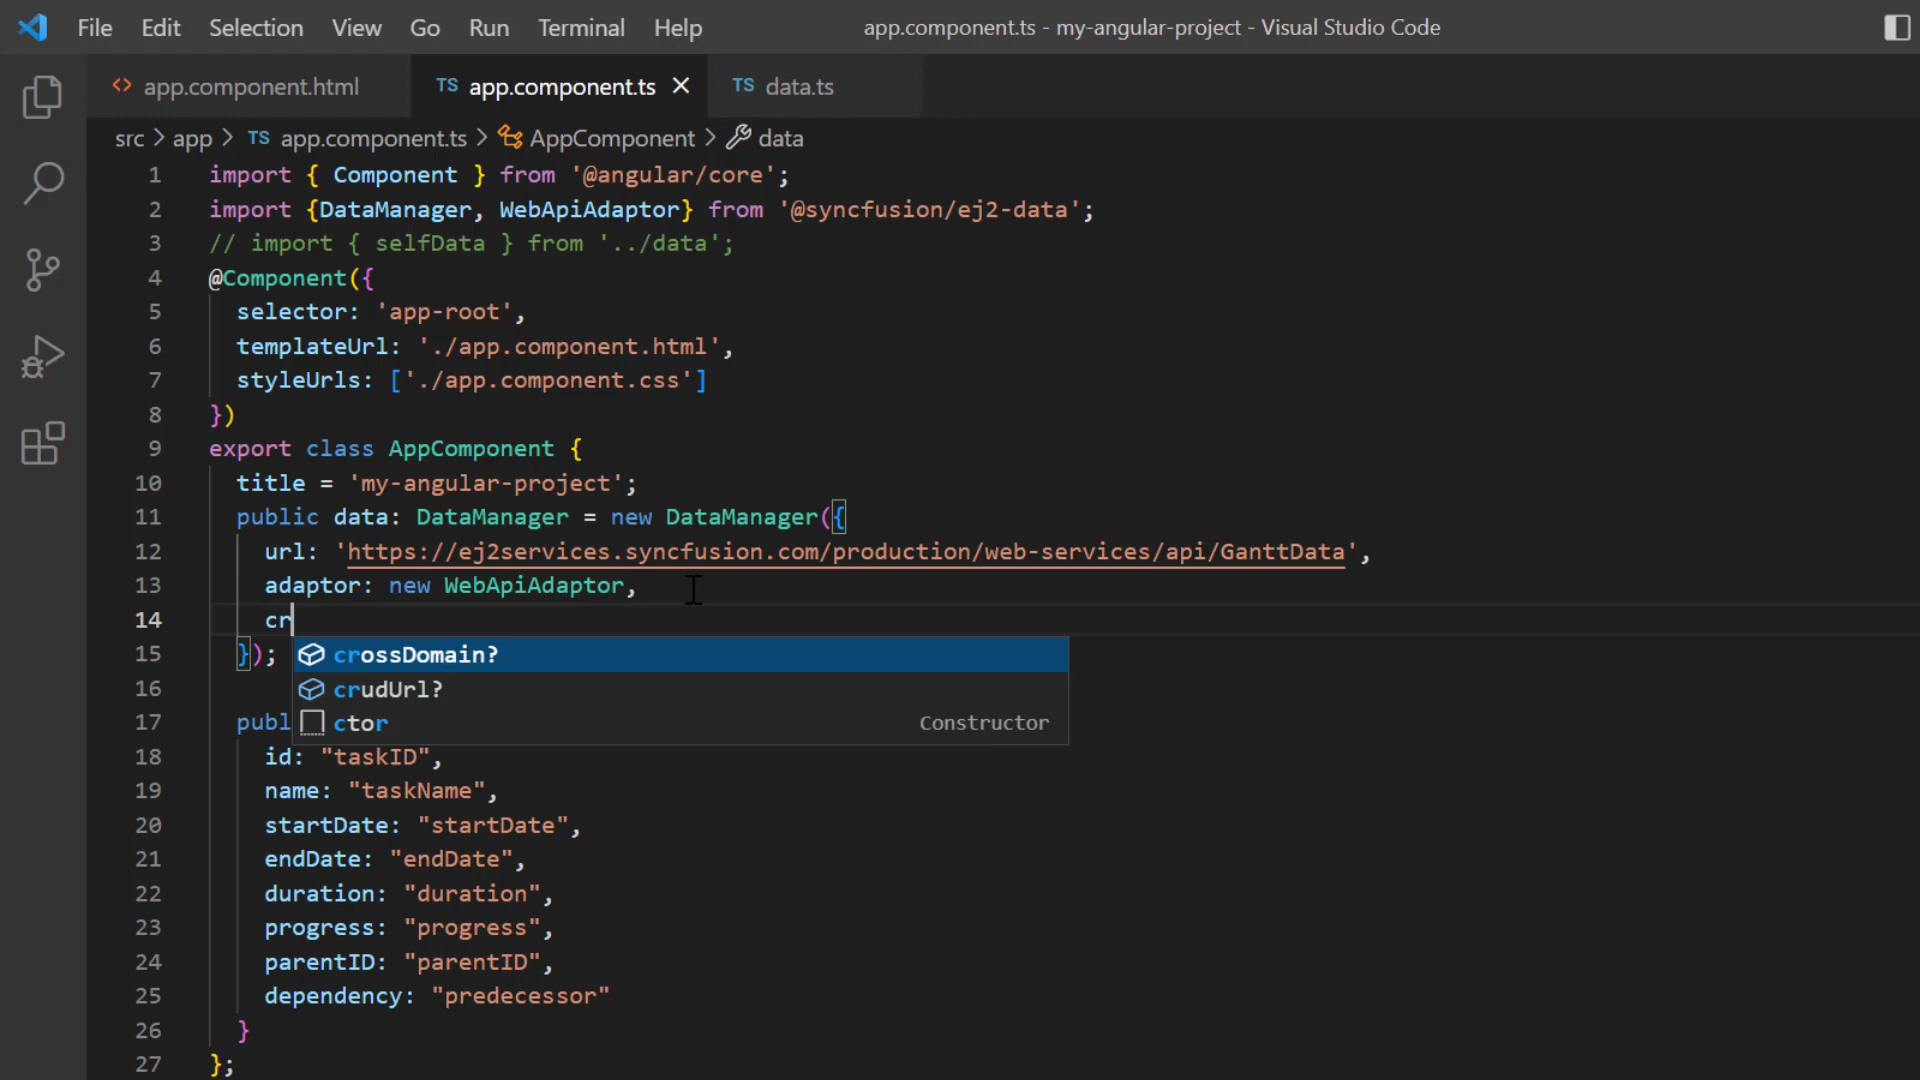 File Edit Selection View Go Run Terminal Help app.component.ts - my-angular-project - Visual Studio Code
app.component.html TS app.component.ts × TS data.ts
src > app > TS app.component.ts > AppComponent > data
1 import { Component } from '@angular/core';
2 import {DataManager, WebApiAdaptor} from '@syncfusion/ej2-data';
3 // import { selfData } from '../data';
4 @Component({
5 selector: 'app-root',
6 templateUrl: './app.component.html',
7 styleUrls: ['./app.component.css']
8 })
9 export class AppComponent {
10 title = 'my-angular-project';
11 public data: DataManager = new DataManager({
12 url: 'https://ej2services.syncfusion.com/production/web-services/api/GanttData',
13 adaptor: new WebApiAdaptor,
14 cr
15 }); crossDomain?
16 crudUrl?
17 publ ctor Constructor
18 id: "taskID",
19 name: "taskName",
20 startDate: "startDate",
21 endDate: "endDate",
22 duration: "duration",
23 progress: "progress",
24 parentID: "parentID",
25 dependency: "predecessor"
26 }
27 };